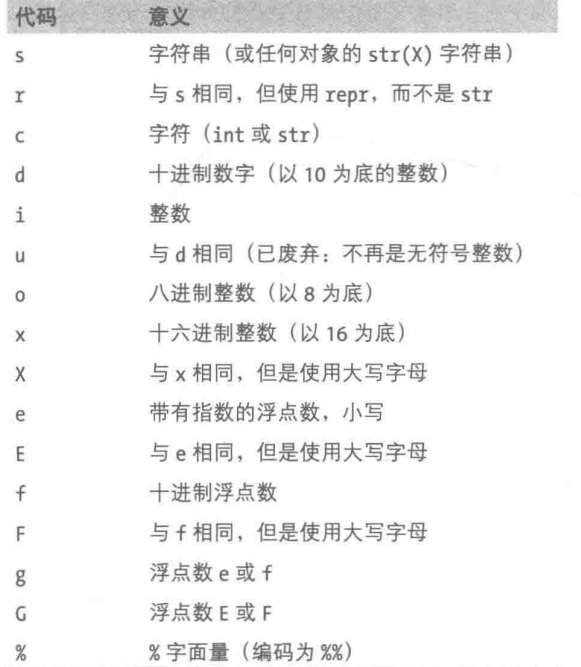 代码 意义
s 字符串（或任何对象的 str(X) 字符串）
r 与 s 相同，但使用 repr，而不是 str
c 字符（int 或 str）
d 十进制数字（以 10 为底的整数）
i 整数
u 与 d 相同（已废弃：不再是无符号整数）
o 八进制整数（以 8 为底）
x 十六进制整数（以 16 为底）
X 与 x 相同，但是使用大写字母
e 带有指数的浮点数，小写
E 与 e 相同，但是使用大写字母
f 十进制浮点数
F 与 f 相同，但是使用大写字母
g 浮点数 e 或 f
G 浮点数 E 或 F
% % 字面量（编码为 %%）